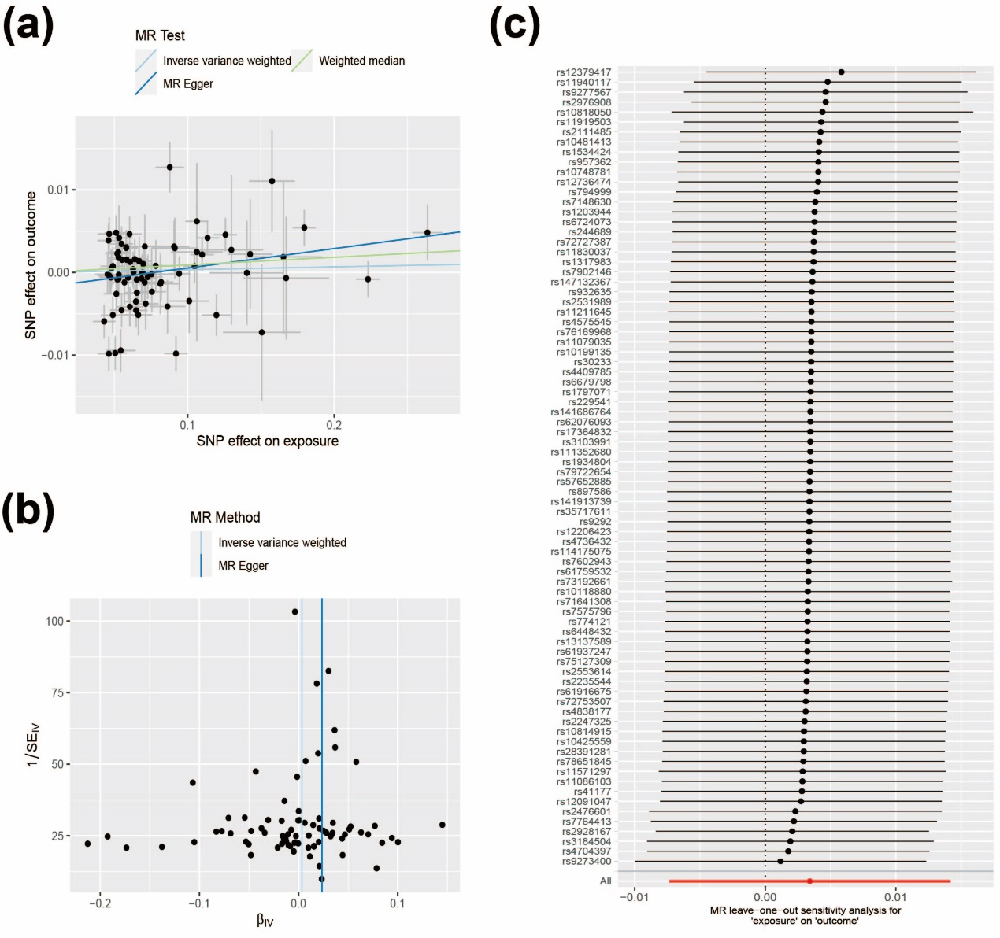 (a)
MR Test
Inverse variance weighted
Weighted median
MR Egger
SNP effect on outcome
0.01
0.00
−0.01
0.1
0.2
SNP effect on exposure
(b)
MR Method
Inverse variance weighted
MR Egger
1/SEIV
100
75
50
25
−0.2
−0.1
0.0
0.1
βIV
(c)
rs12379417
rs11940117
rs9277567
rs2976908
rs10818050
rs11919503
rs2111485
rs10481413
rs1534424
rs957362
rs10748781
rs12736474
rs794999
rs7148630
rs1203944
rs6724073
rs244689
rs72727387
rs11830037
rs1317983
rs7902146
rs147132367
rs932635
rs2531989
rs11211645
rs4575545
rs76169968
rs11079035
rs10199135
rs30233
rs4409785
rs6679798
rs1797071
rs229541
rs141686764
rs62076093
rs17364832
rs3103991
rs111352680
rs1934804
rs79722654
rs57652885
rs897586
rs141913739
rs35717611
rs9292
rs12206423
rs4736432
rs114175075
rs7602943
rs61759532
rs73192661
rs10118880
rs71641308
rs7575796
rs774121
rs6448432
rs13137589
rs61937247
rs75127309
rs2553614
rs2235544
rs61916675
rs72753507
rs4838177
rs2247325
rs10814915
rs10425559
rs28391281
rs78651845
rs11571297
rs11086103
rs41177
rs12091047
rs2476601
rs7764413
rs2928167
rs3184504
rs4704397
rs9273400
All
−0.01
0.00
0.01
MR leave−one−out sensitivity analysis for
'exposure' on 'outcome'